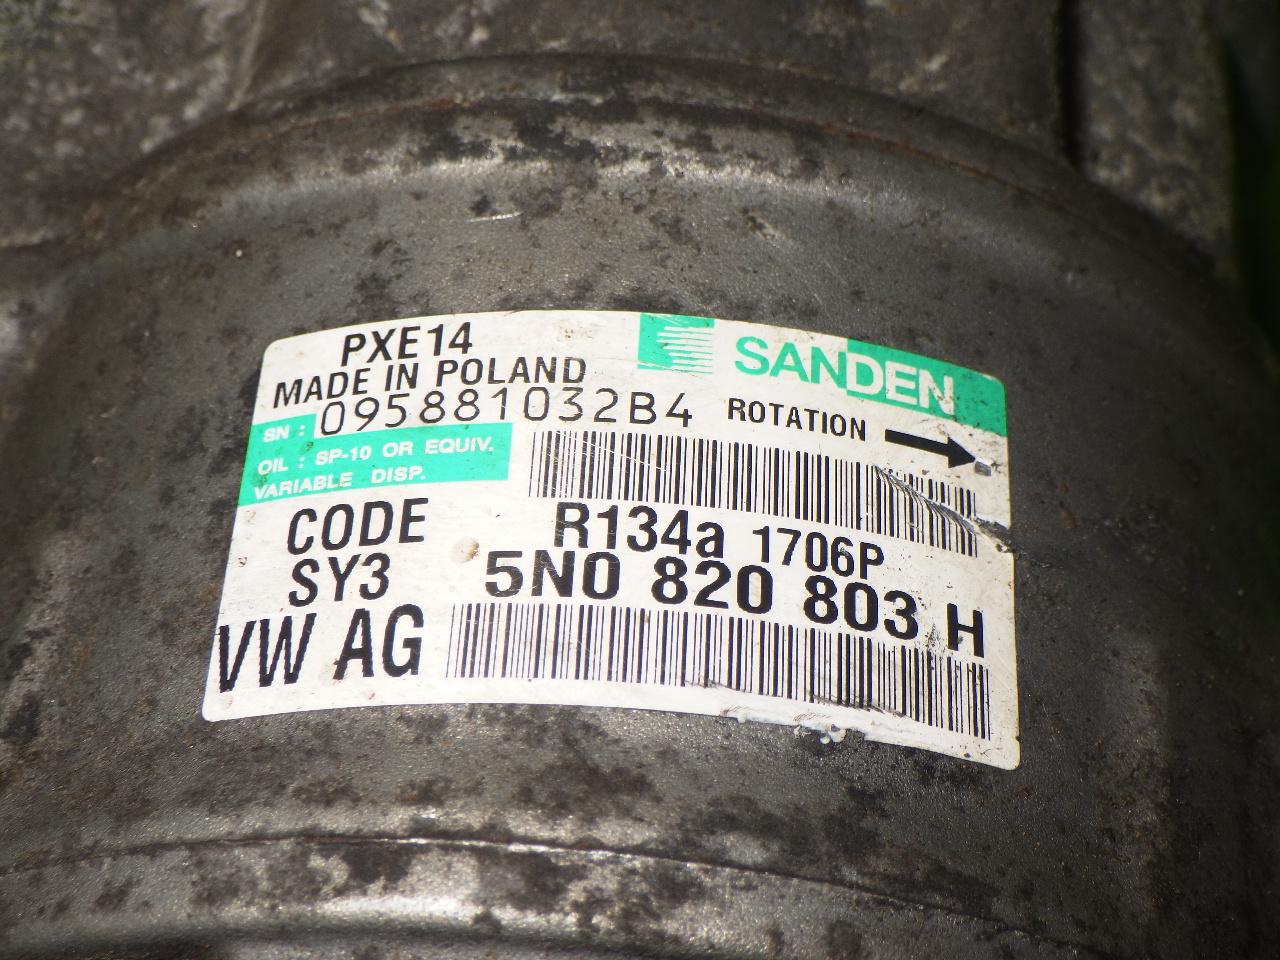 PXE14
SANDEN
MADE IN POLAND
SN : 095881032B4
ROTATION
OIL : SP-10 OR EQUIV.
VARIABLE DISP.
CODE
R134a 1706P
SY3
5N0 820 803 H
VW AG